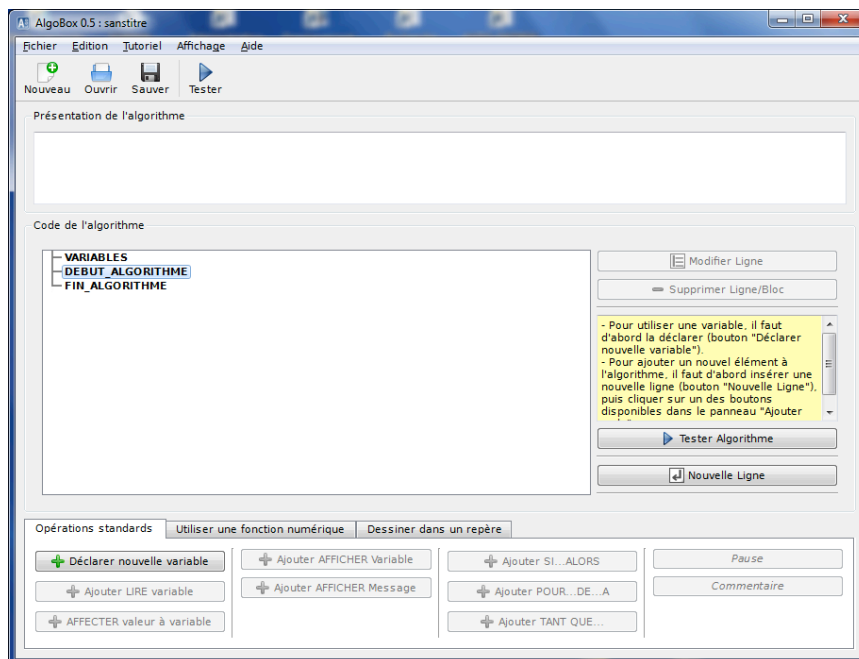 AlgoBox 0.5 : sanstitre
Fichier Edition Tutoriel Affichage Aide
Nouveau Ouvrir Sauver Tester
Présentation de l'algorithme
Code de l'algorithme
VARIABLES
DEBUT_ALGORITHME
FIN_ALGORITHME
Modifier Ligne
Supprimer Ligne/Bloc
- Pour utiliser une variable, il faut
d'abord la déclarer (bouton "Déclarer
nouvelle variable").
- Pour ajouter un nouvel élément à
l'algorithme, il faut d'abord insérer une
nouvelle ligne (bouton "Nouvelle Ligne"),
puis cliquer sur un des boutons
disponibles dans le panneau "Ajouter
Tester Algorithme
Nouvelle Ligne
Opérations standards Utiliser une fonction numérique Dessiner dans un repère
Déclarer nouvelle variable Ajouter AFFICHER Variable Ajouter SI...ALORS Pause
Ajouter LIRE variable Ajouter AFFICHER Message Ajouter POUR...DE...A Commentaire
AFFECTER valeur à variable Ajouter TANT QUE...